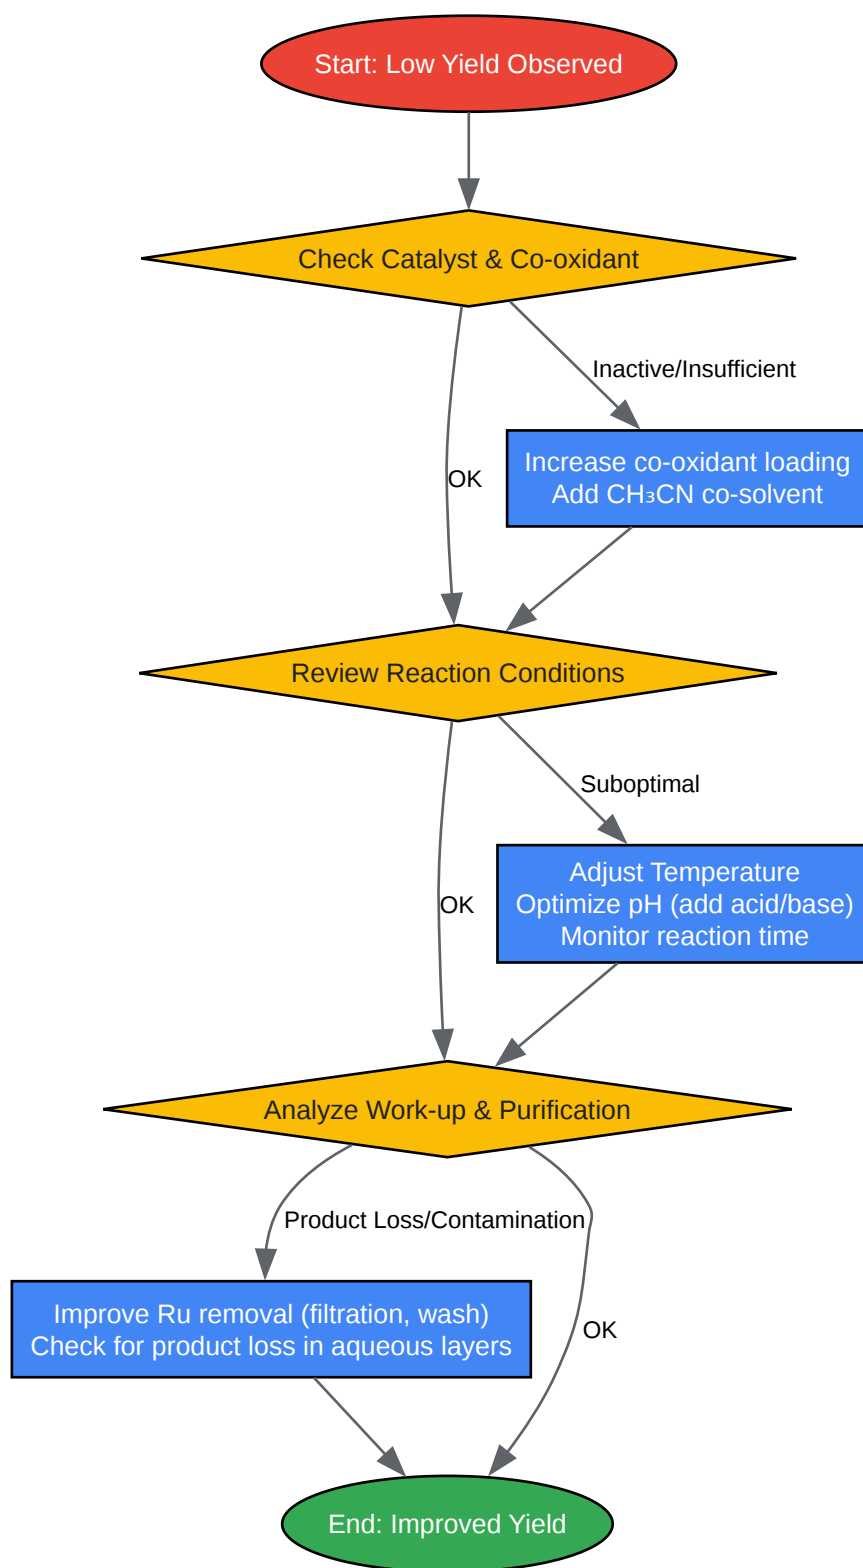 Start: Low Yield Observed
Check Catalyst & Co-oxidant
Inactive/Insufficient
Increase co-oxidant loading
Add CH₃CN co-solvent
OK
Review Reaction Conditions
Suboptimal
Adjust Temperature
Optimize pH (add acid/base)
Monitor reaction time
OK
Analyze Work-up & Purification
Product Loss/Contamination
Improve Ru removal (filtration, wash)
Check for product loss in aqueous layers
OK
End: Improved Yield